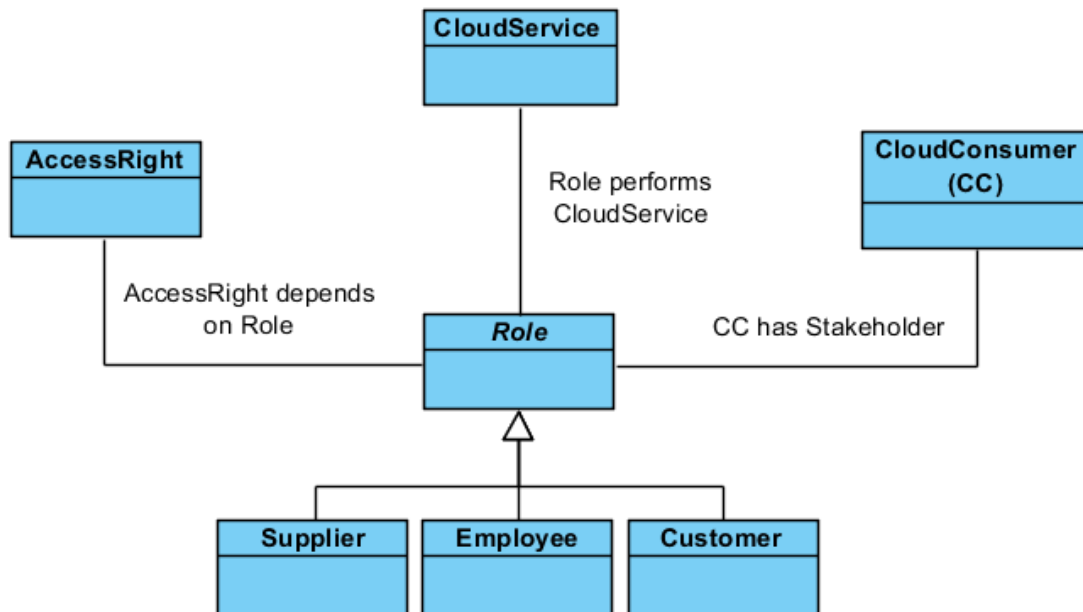 CloudService
AccessRight
CloudConsumer
(CC)
Role performs
CloudService
AccessRight depends
on Role
Role
CC has Stakeholder
Supplier
Employee
Customer